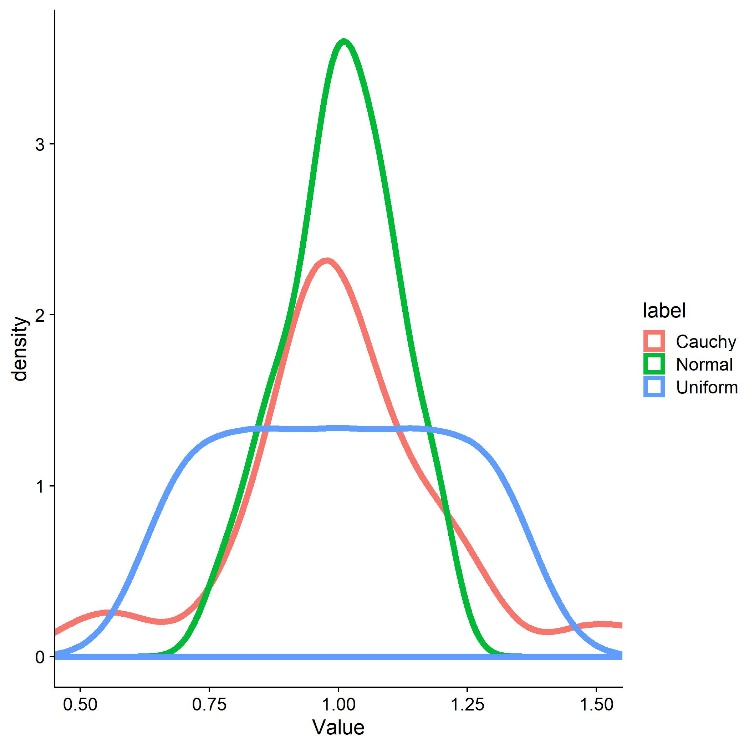 3
2
1
0
density
0.50 0.75 1.00 1.25 1.50
Value
label
Cauchy
Normal
Uniform